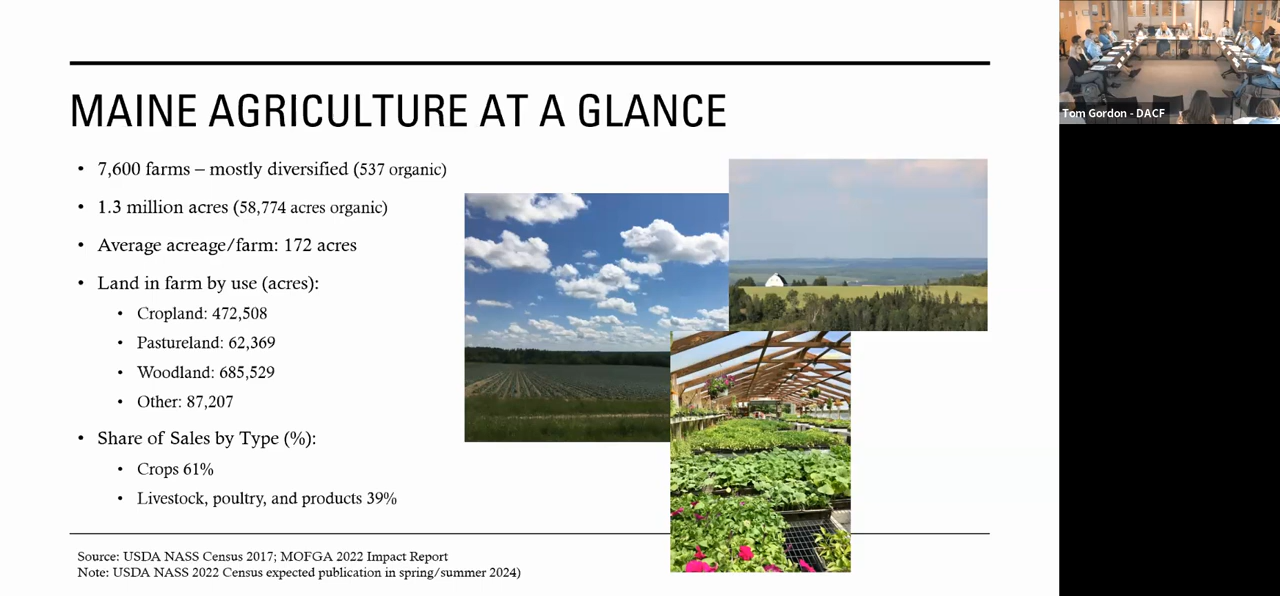 MAINE AGRICULTURE AT A GLANCE
• 7,600 farms – mostly diversified (537 organic)
• 1.3 million acres (58,774 acres organic)
• Average acreage/farm: 172 acres
• Land in farm by use (acres):
• Cropland: 472,508
• Pastureland: 62,369
• Woodland: 685,529
• Other: 87,207
• Share of Sales by Type (%):
• Crops 61%
• Livestock, poultry, and products 39%
Source: USDA NASS Census 2017; MOFGA 2022 Impact Report
Note: USDA NASS 2022 Census expected publication in spring/summer 2024)
Tom Gordon - DACF